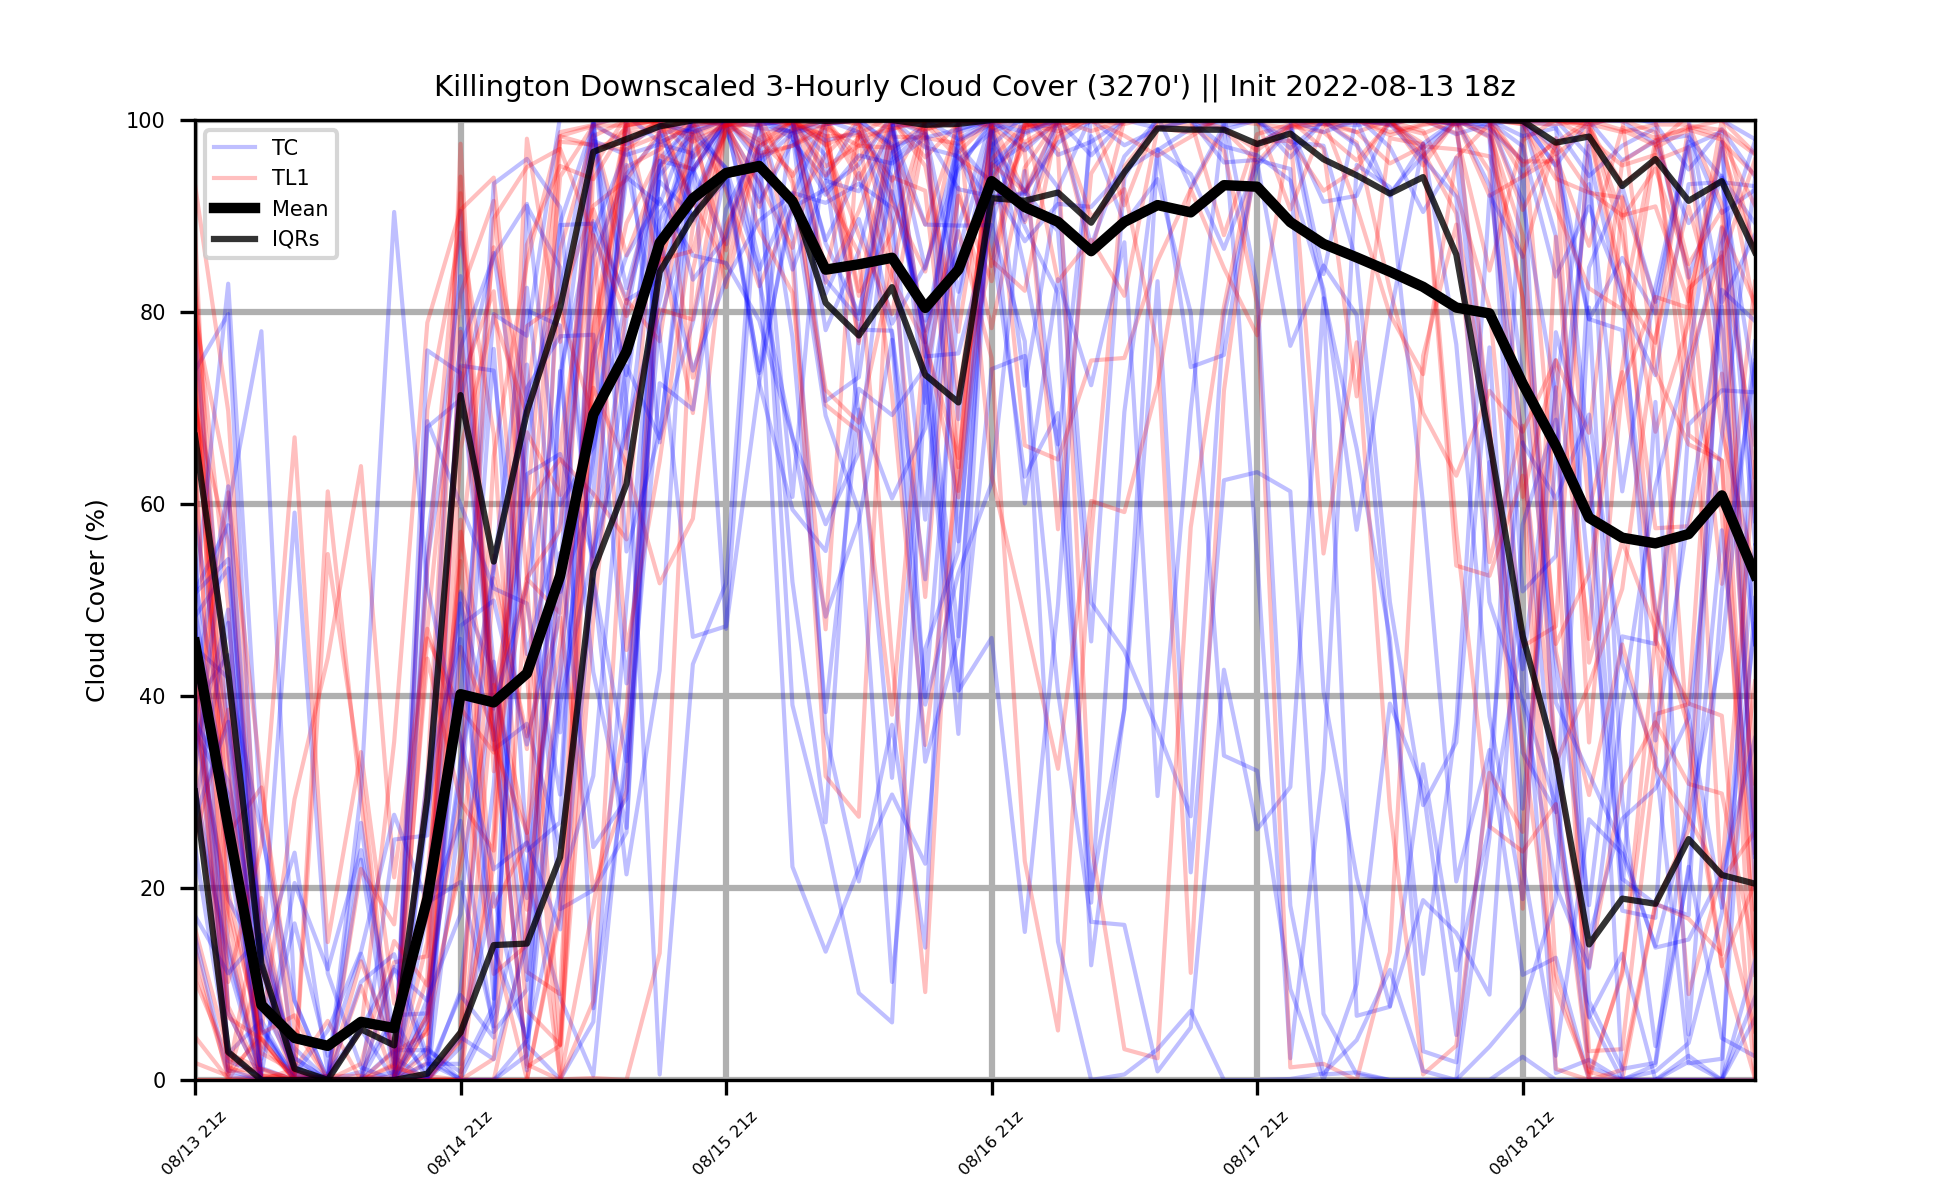 Killington Downscaled 3-Hourly Cloud Cover (3270') || Init 2022-08-13 18z
TC
TL1
Mean
IQRs
Cloud Cover (%)
100
80
60
40
20
0
08/13 21z
08/14 21z
08/15 21z
08/16 21z
08/17 21z
08/18 21z